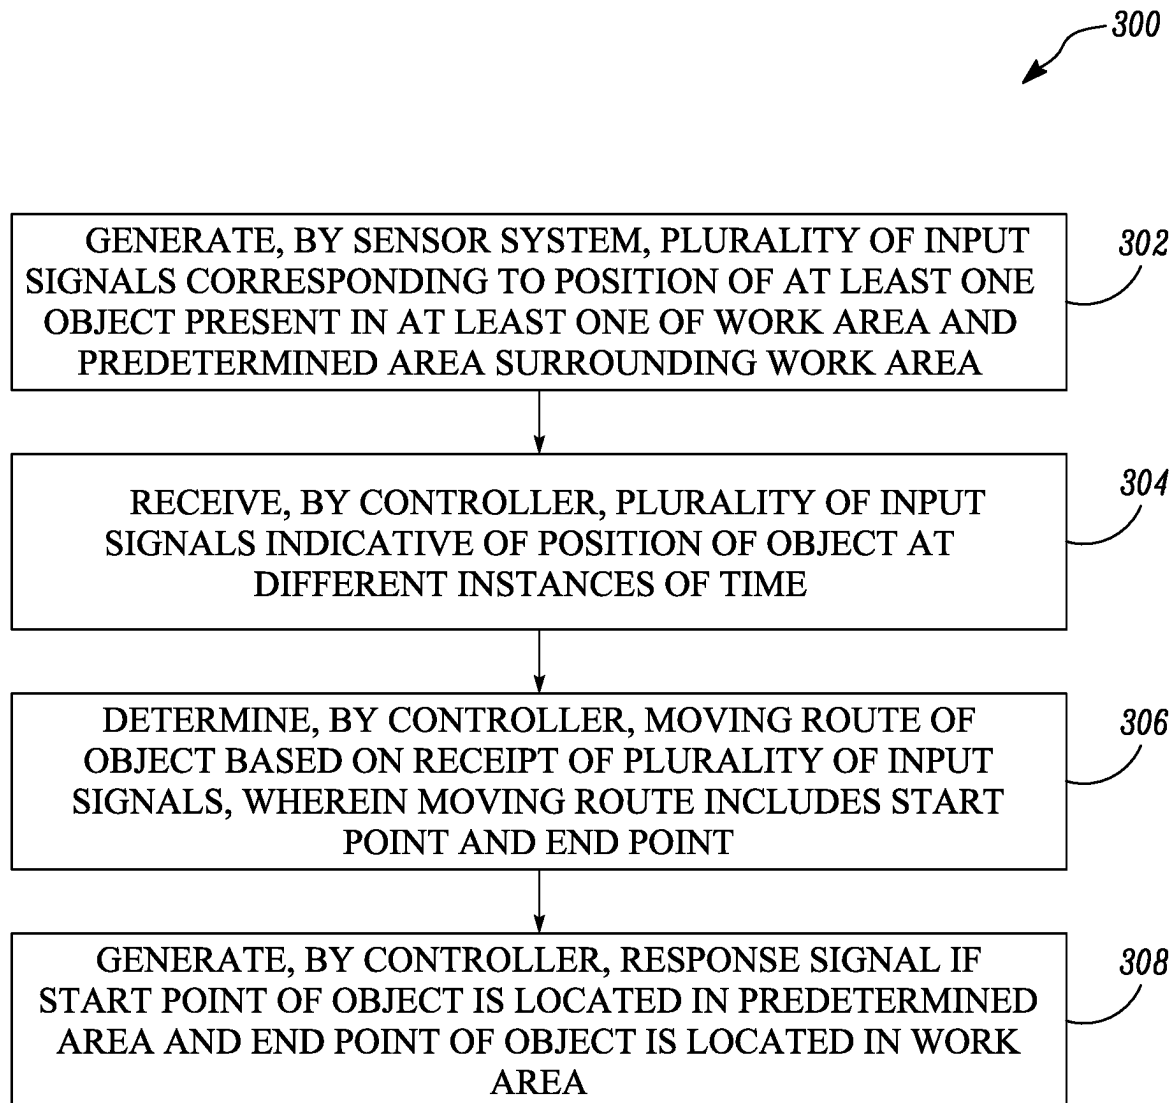 300
GENERATE, BY SENSOR SYSTEM, PLURALITY OF INPUT
SIGNALS CORRESPONDING TO POSITION OF AT LEAST ONE
OBJECT PRESENT IN AT LEAST ONE OF WORK AREA AND
PREDETERMINED AREA SURROUNDING WORK AREA
302
RECEIVE, BY CONTROLLER, PLURALITY OF INPUT
SIGNALS INDICATIVE OF POSITION OF OBJECT AT
DIFFERENT INSTANCES OF TIME
304
DETERMINE, BY CONTROLLER, MOVING ROUTE OF
OBJECT BASED ON RECEIPT OF PLURALITY OF INPUT
SIGNALS, WHEREIN MOVING ROUTE INCLUDES START
POINT AND END POINT
306
GENERATE, BY CONTROLLER, RESPONSE SIGNAL IF
START POINT OF OBJECT IS LOCATED IN PREDETERMINED
AREA AND END POINT OF OBJECT IS LOCATED IN WORK
AREA
308